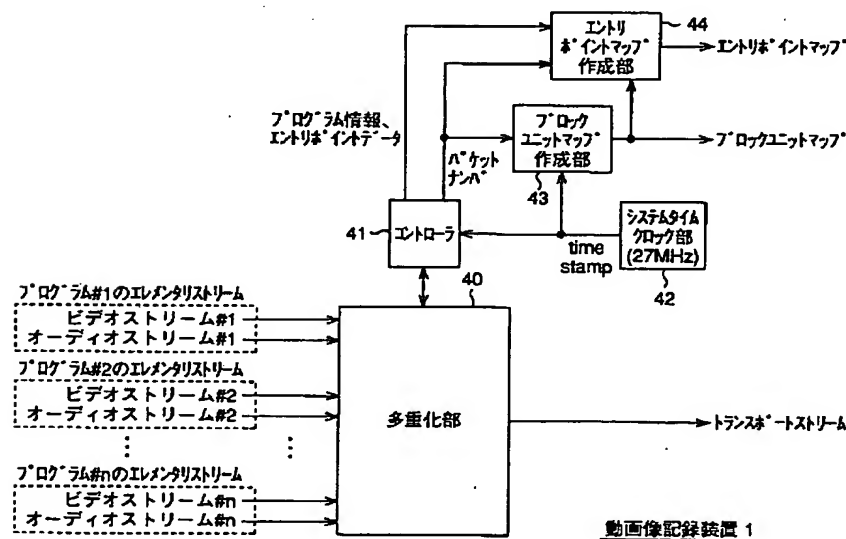 エントリ
ポイントマップ
作成部
44
エントリポイントマップ
プログラム情報、
エントリポイントデータ
パケット
ナンバ
ブロック
ユニットマップ
作成部
43
ブロックユニットマップ
41
コントローラ
time
stamp
システムタイム
クロック部
(27MHz)
42
40
多重化部
プログラム#1のエレメンタリストリーム
ビデオストリーム#1
オーディオストリーム#1
プログラム#2のエレメンタリストリーム
ビデオストリーム#2
オーディオストリーム#2
プログラム#nのエレメンタリストリーム
ビデオストリーム#n
オーディオストリーム#n
トランスポートストリーム
動画像記録装置 1